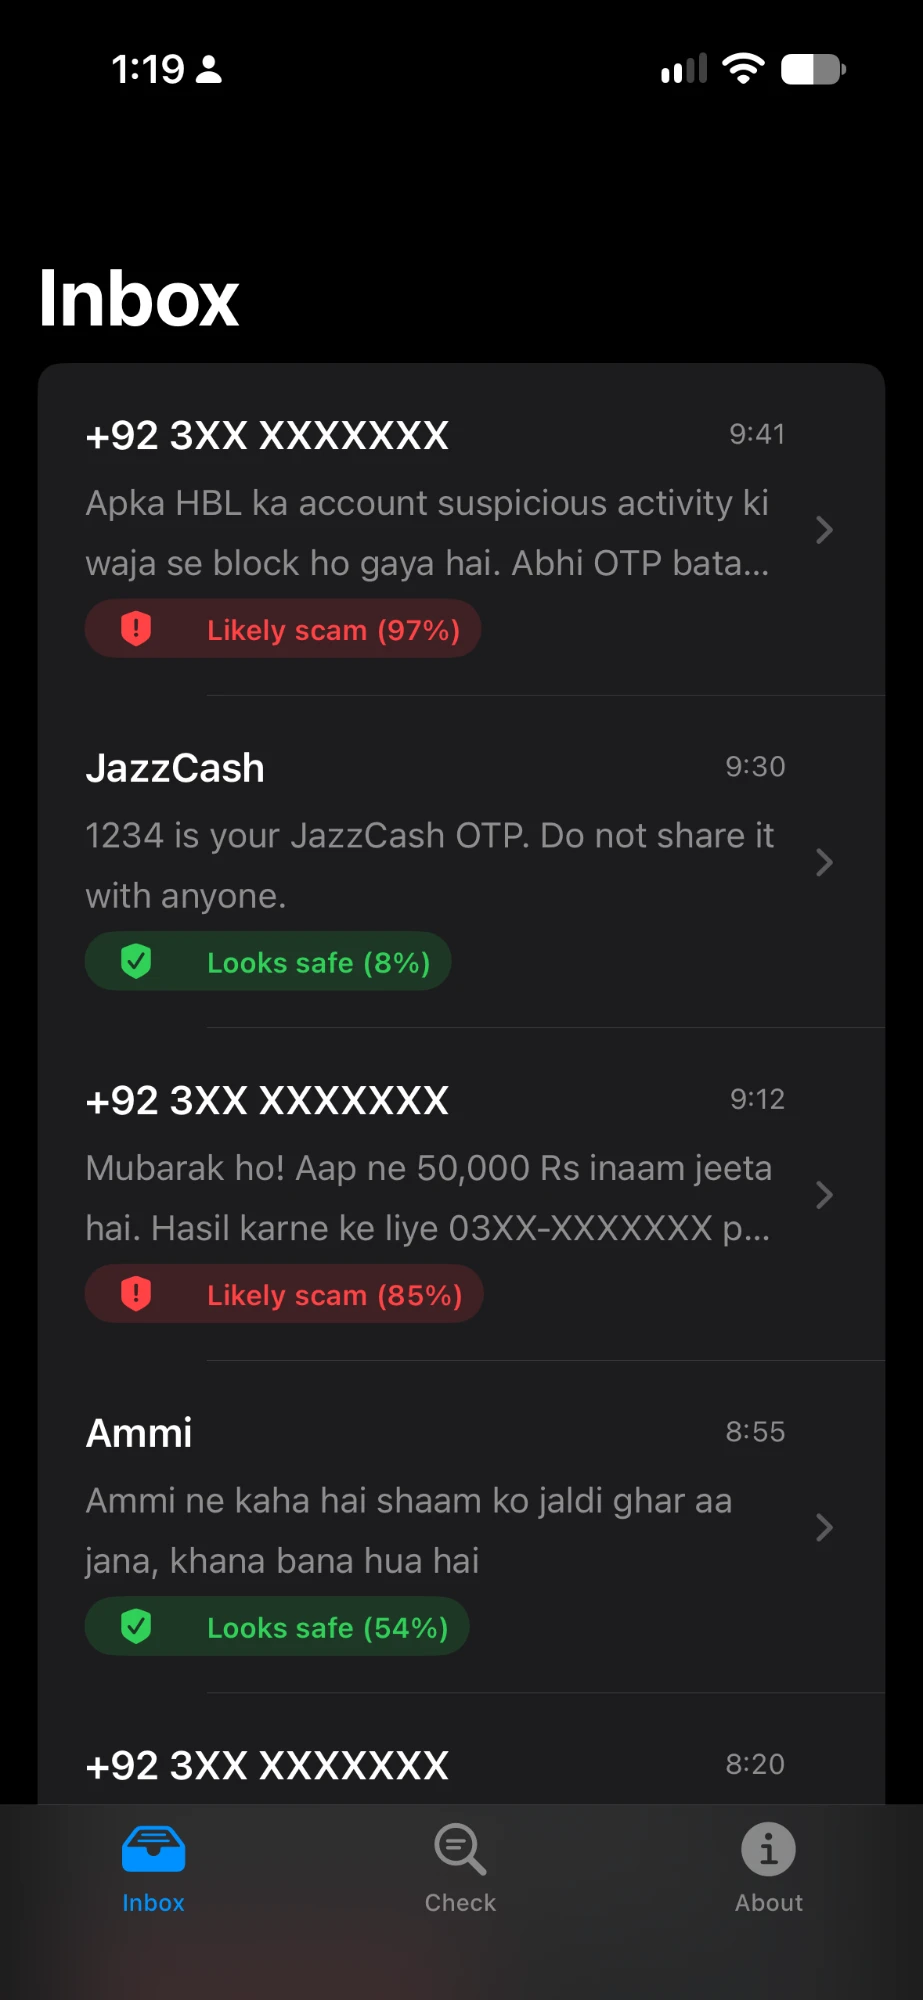 1:19
Inbox
+92 3XX XXXXXXX 9:41
Apka HBL ka account suspicious activity ki
waja se block ho gaya hai. Abhi OTP bata...
Likely scam (97%)
JazzCash 9:30
1234 is your JazzCash OTP. Do not share it
with anyone.
Looks safe (8%)
+92 3XX XXXXXXX 9:12
Mubarak ho! Aap ne 50,000 Rs inaam jeeta
hai. Hasil karne ke liye 03XX-XXXXXXX p...
Likely scam (85%)
Ammi 8:55
Ammi ne kaha hai shaam ko jaldi ghar aa
jana, khana bana hua hai
Looks safe (54%)
+92 3XX XXXXXXX 8:20
Inbox Check About